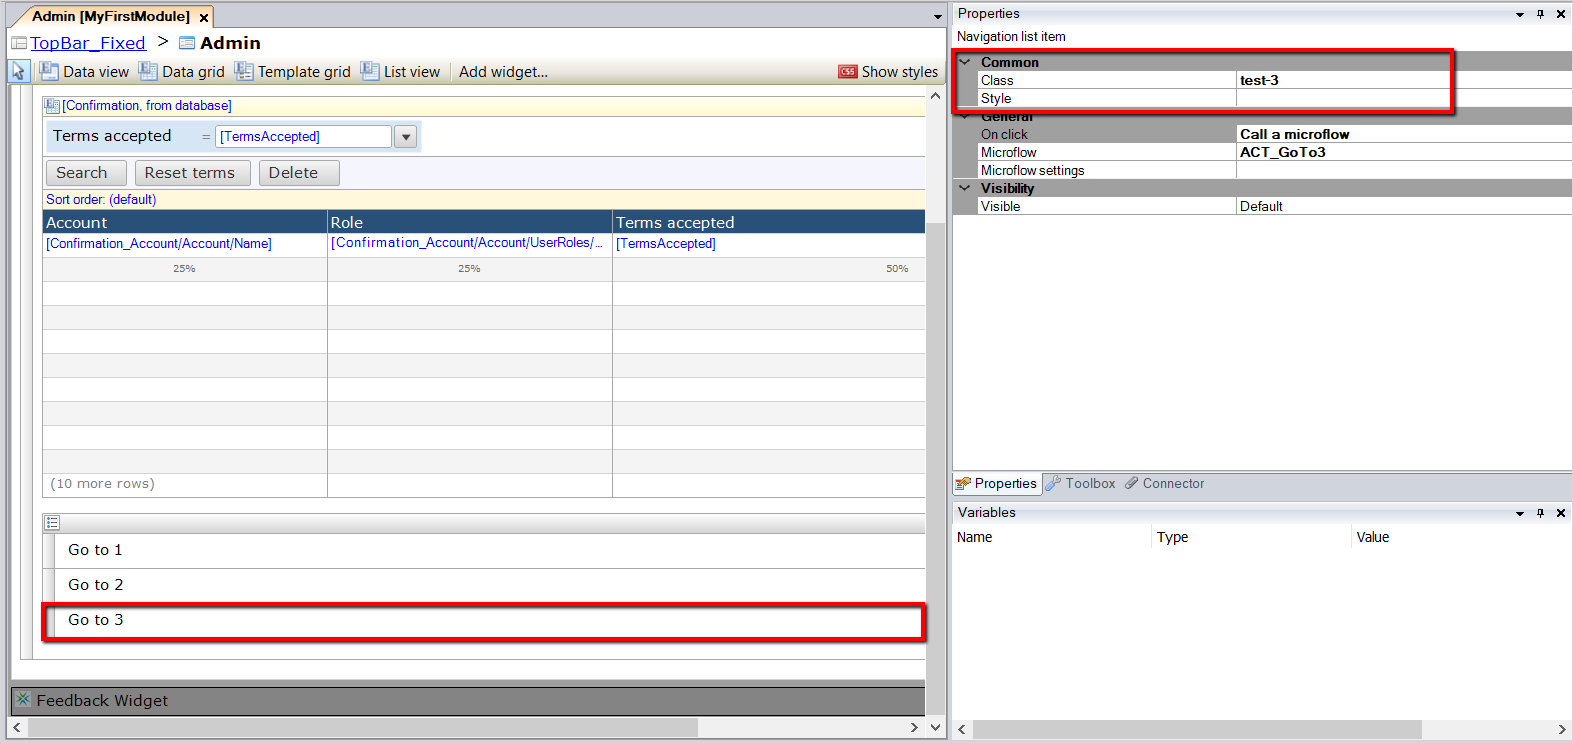 Admin [MyFirstModule]
TopBar_Fixed > Admin
Data view Data grid Template grid List view Add widget... CSS Show styles
[Confirmation, from database]
Terms accepted = [TermsAccepted]
Search Reset terms Delete
Sort order: (default)
Account Role Terms accepted
[Confirmation_Account/Account/Name] [Confirmation_Account/Account/UserRoles/... [TermsAccepted]
25% 25% 50%
(10 more rows)
Go to 1
Go to 2
Go to 3
Feedback Widget
Properties
Navigation list item
Common
Class test-3
Style
General
On click Call a microflow
Microflow ACT_GoTo3
Microflow settings
Visibility
Visible Default
Properties Toolbox Connector
Variables
Name Type Value